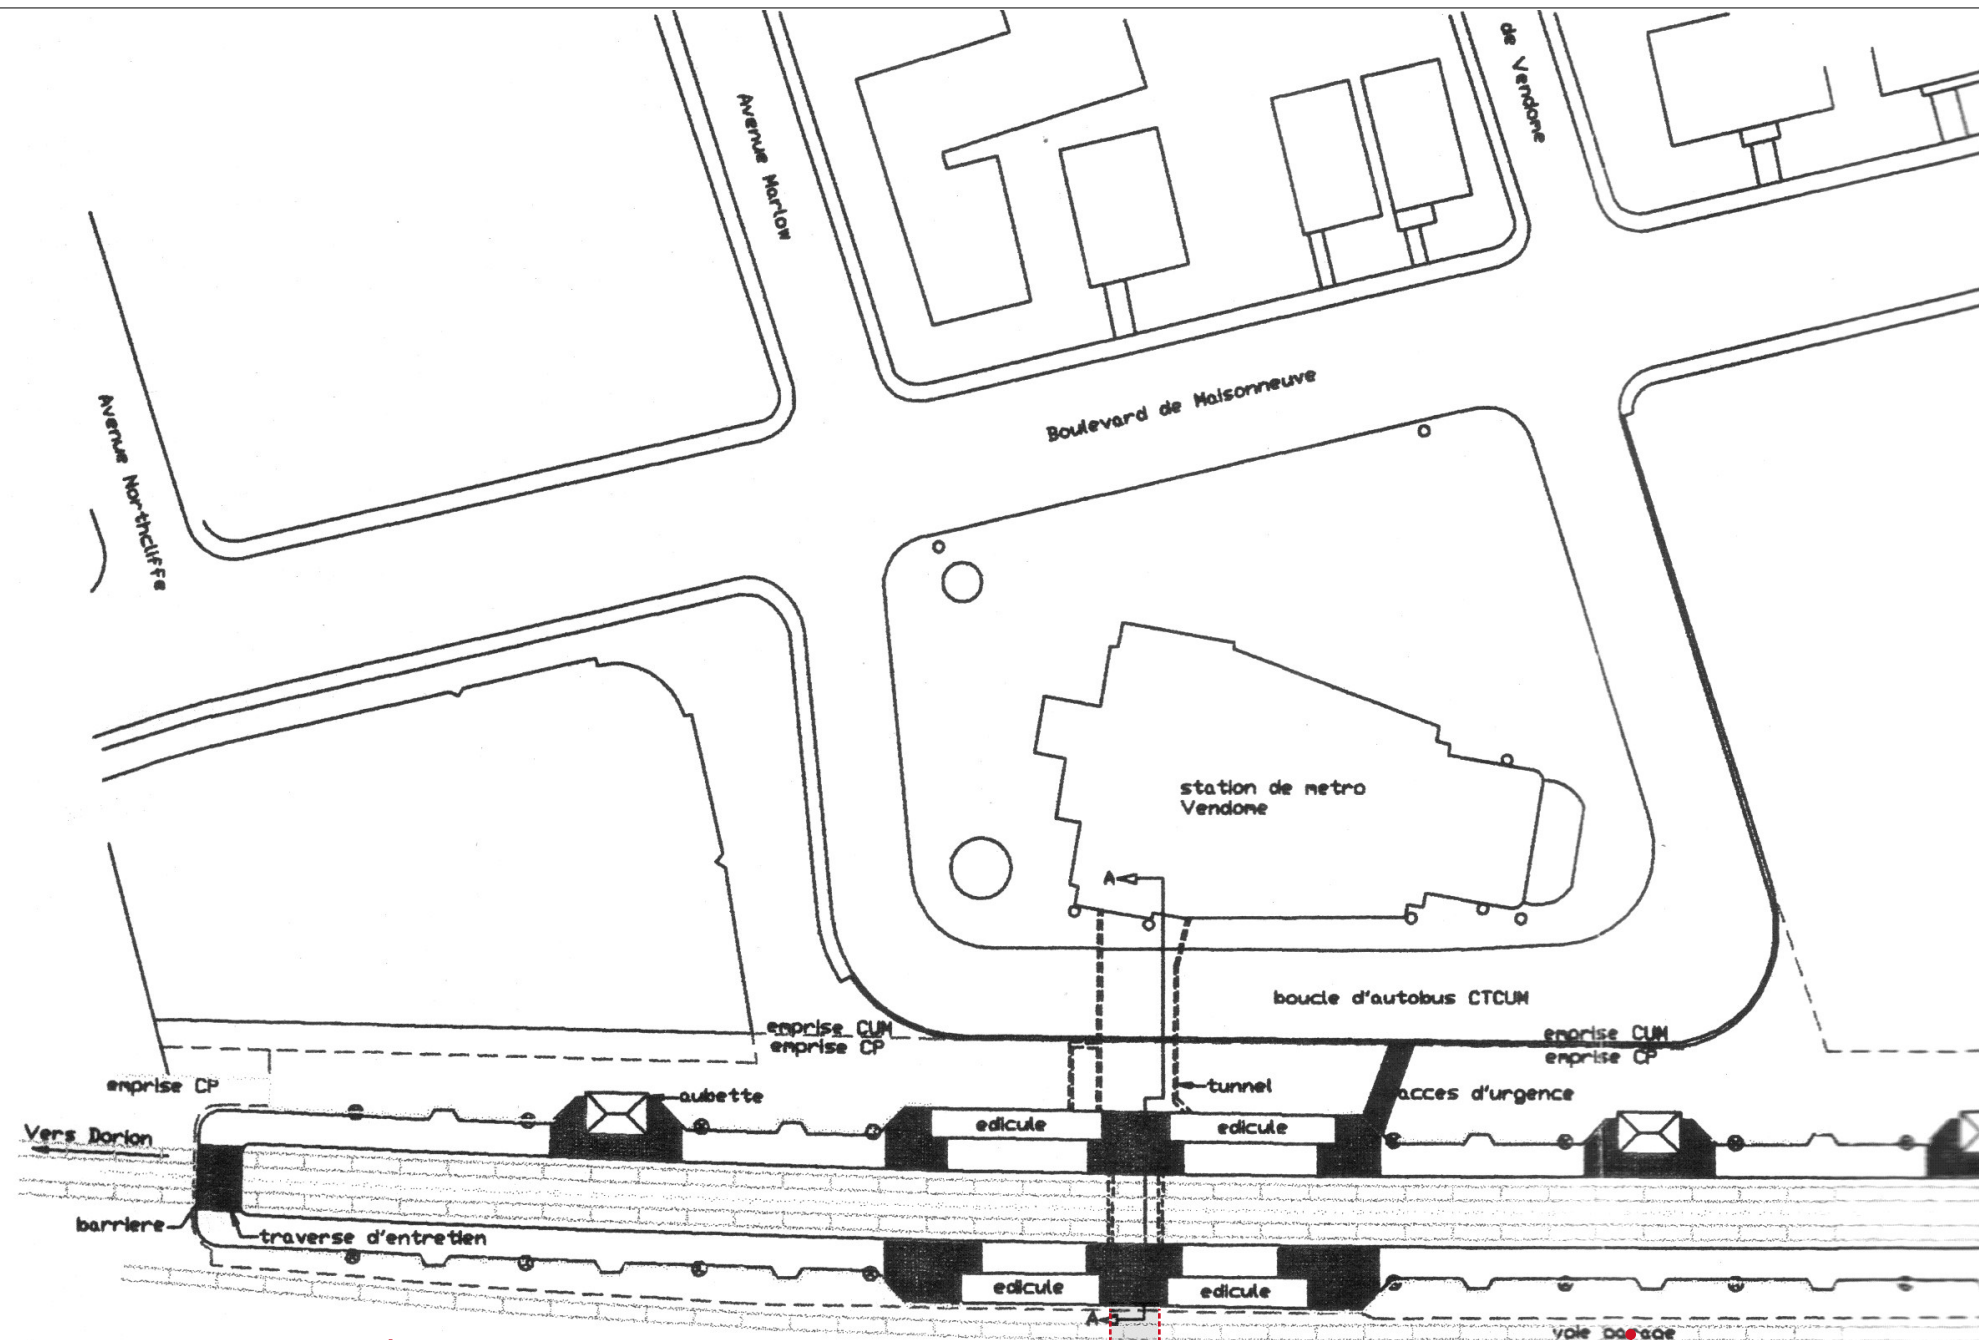 de Vendome
Avenue Marlow
Boulevard de Maisonneuve
Avenue Northcliffe
station de metro
Vendome
A
boucle d'autobus CTCUM
emprise CUM
emprise CP
emprise CUM
emprise CP
emprise CP
aubette
tunnel
acces d'urgence
Vers Dorion
edicule
edicule
barriere
traverse d'entretien
edicule
edicule
A
voie